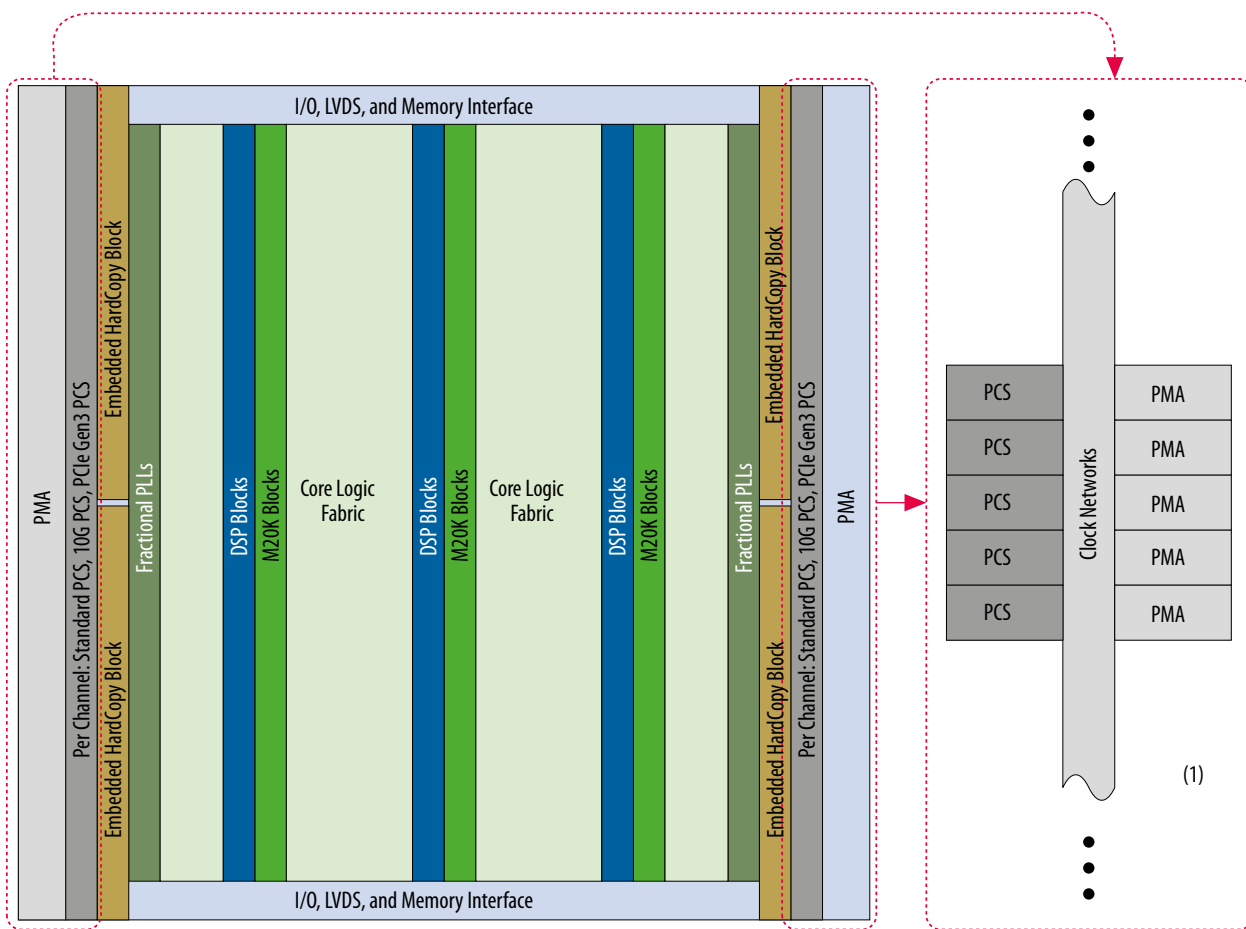 I/O, LVDS, and Memory Interface
PMA
Per Channel: Standard PCS, 10G PCS, PCIe Gen3 PCS
Embedded HardCopy Block
Embedded HardCopy Block
Fractional PLLs
DSP Blocks
M20K Blocks
Core Logic
Fabric
DSP Blocks
M20K Blocks
Core Logic
Fabric
DSP Blocks
M20K Blocks
Fractional PLLs
Embedded HardCopy Block
Embedded HardCopy Block
Per Channel: Standard PCS, 10G PCS, PCIe Gen3 PCS
PMA
I/O, LVDS, and Memory Interface
PCS
PCS
PCS
PCS
PCS
Clock Networks
PMA
PMA
PMA
PMA
PMA
(1)